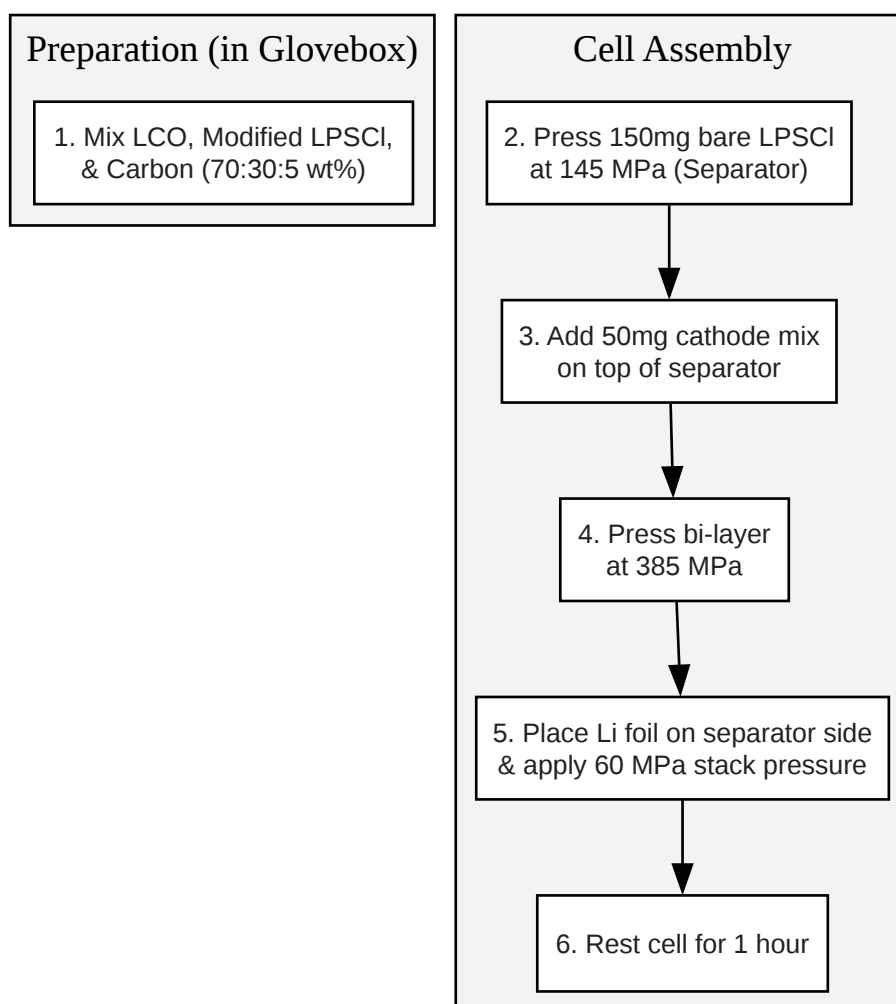 Preparation (in Glovebox)
1. Mix LCO, Modified LPSCl,
& Carbon (70:30:5 wt%)
Cell Assembly
2. Press 150mg bare LPSCl
at 145 MPa (Separator)
3. Add 50mg cathode mix
on top of separator
4. Press bi-layer
at 385 MPa
5. Place Li foil on separator side
& apply 60 MPa stack pressure
6. Rest cell for 1 hour